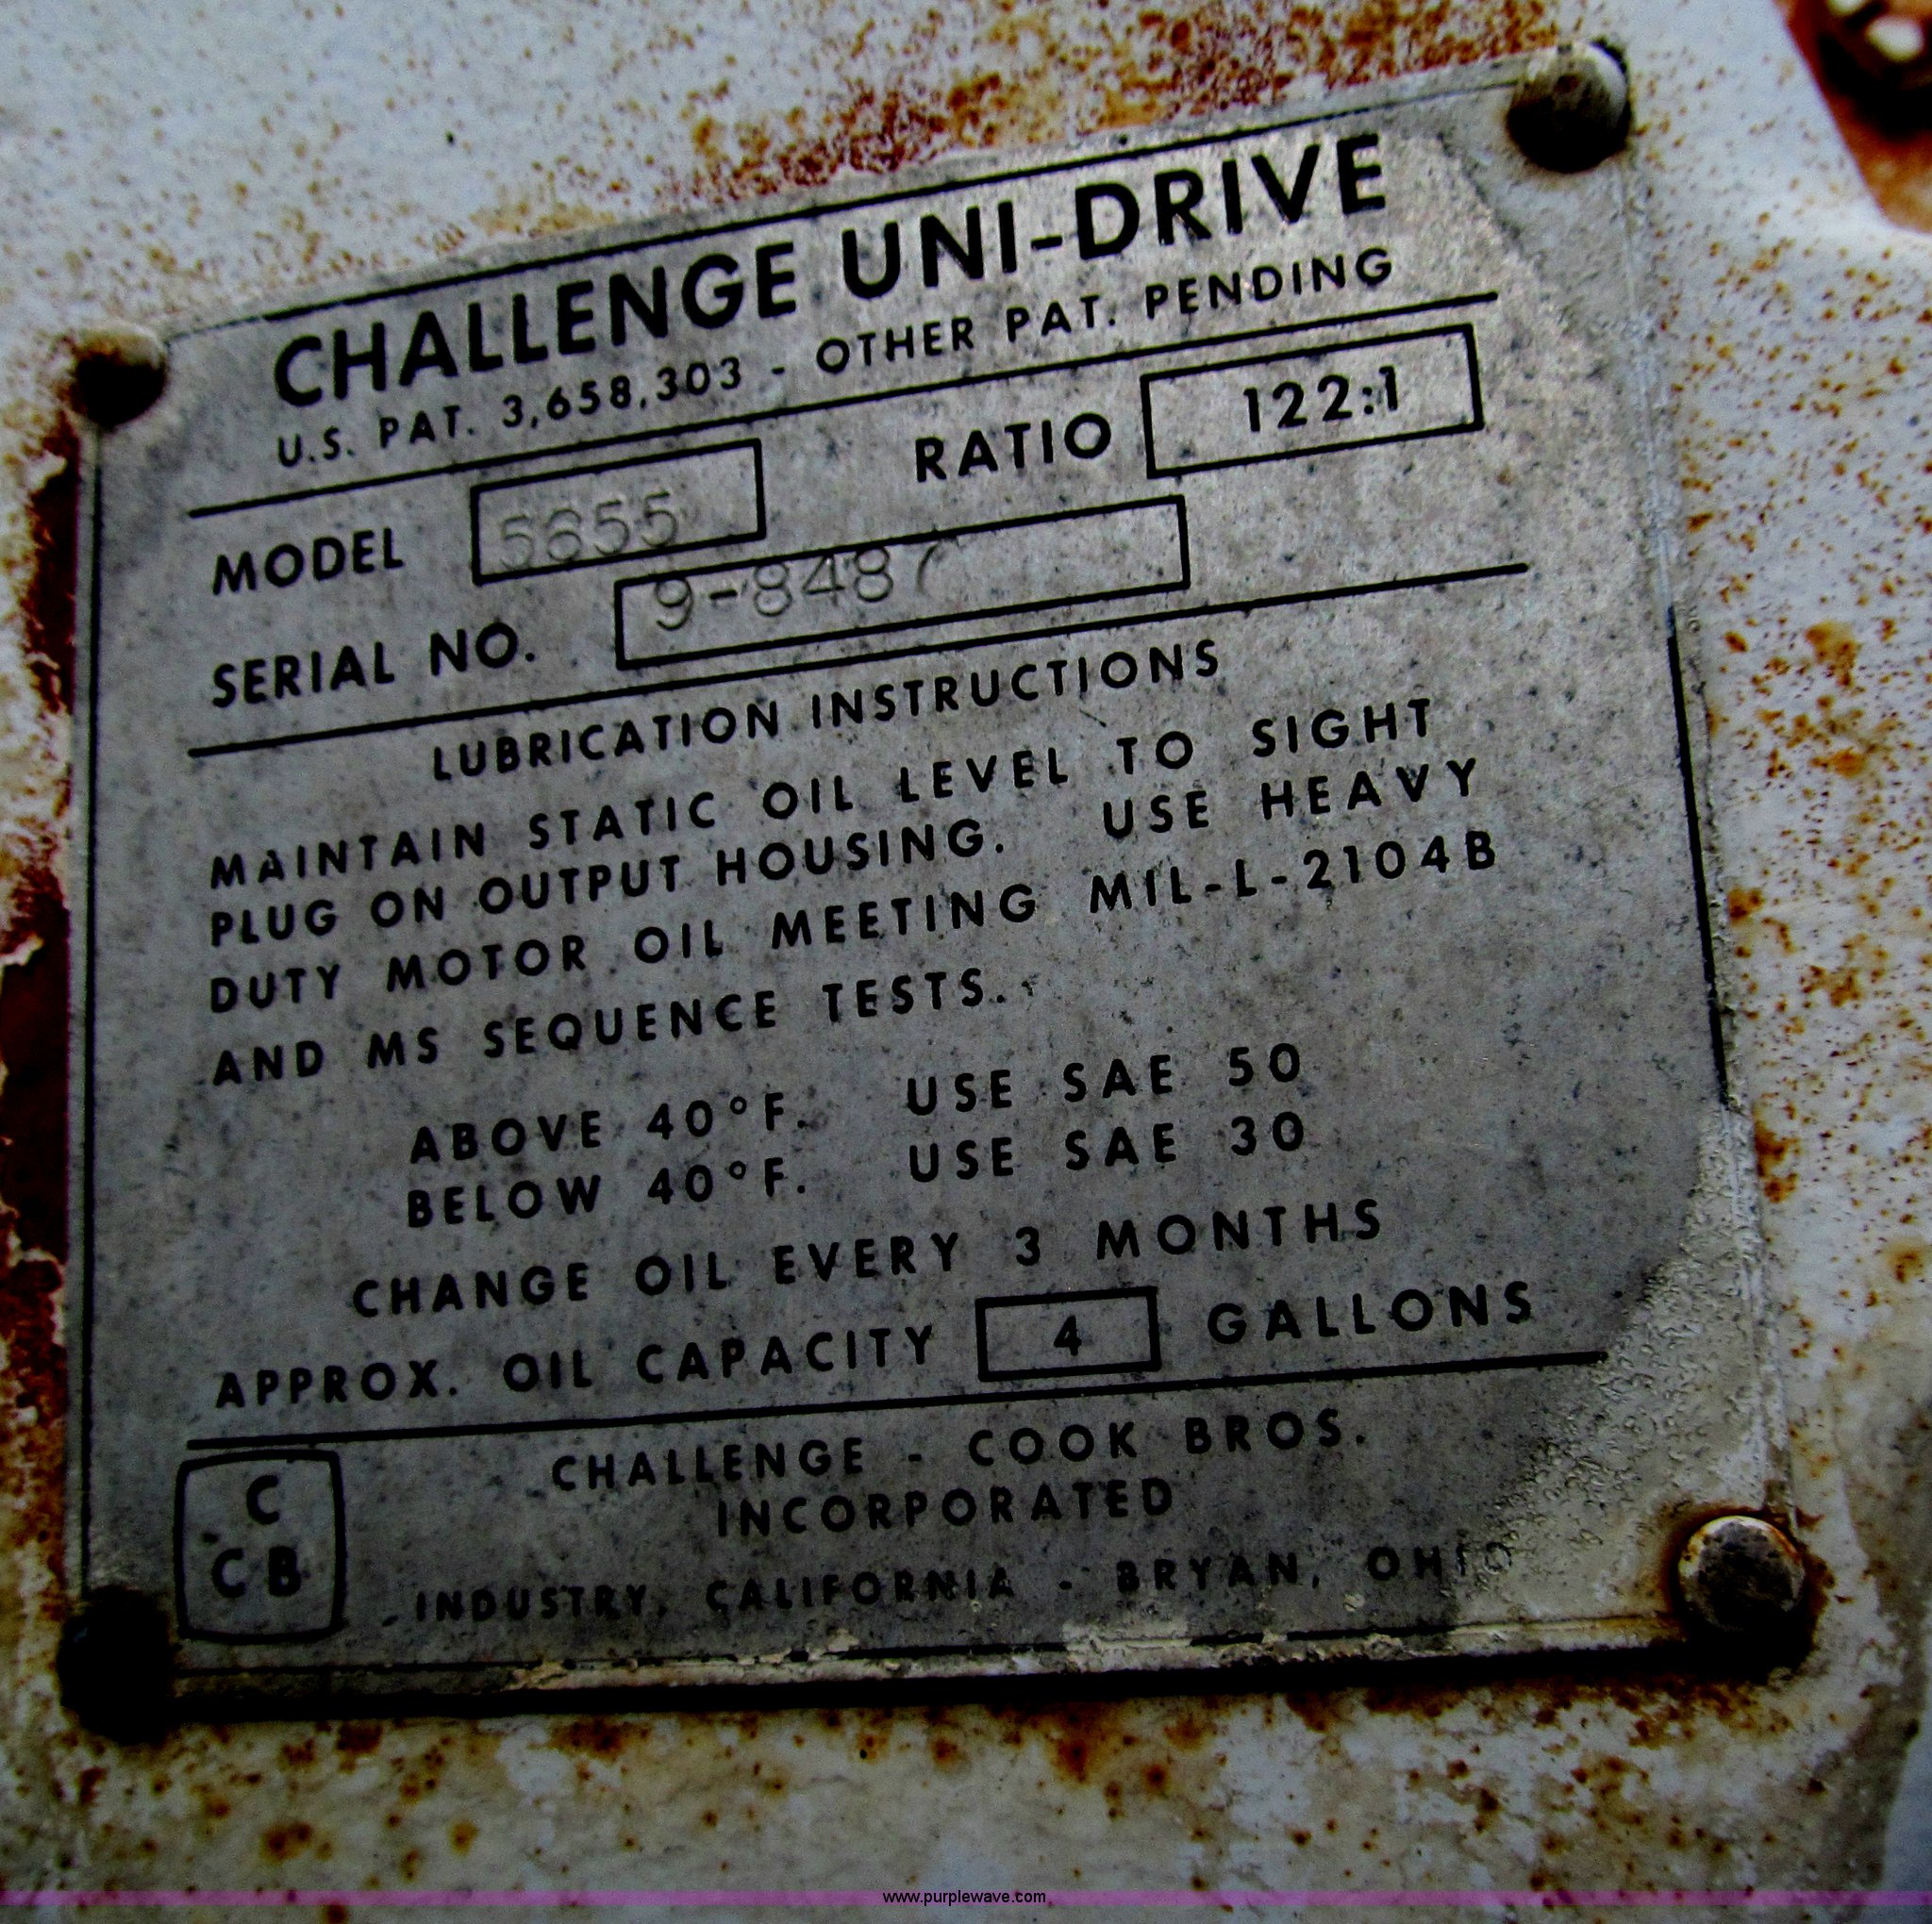 CHALLENGE UNI-DRIVE
U.S. PAT. 3,658,303 - OTHER PAT. PENDING
MODEL 5655 RATIO 122:1
SERIAL NO. 9-8487
LUBRICATION INSTRUCTIONS
MAINTAIN STATIC OIL LEVEL TO SIGHT
PLUG ON OUTPUT HOUSING. USE HEAVY
DUTY MOTOR OIL MEETING MIL-L-2104B
AND MS SEQUENCE TESTS.
ABOVE 40°F. USE SAE 50
BELOW 40°F. USE SAE 30
CHANGE OIL EVERY 3 MONTHS
APPROX. OIL CAPACITY 4 GALLONS
C
C B
CHALLENGE - COOK BROS.
INCORPORATED
INDUSTRY, CALIFORNIA - BRYAN, OHIO
www.purplewave.com